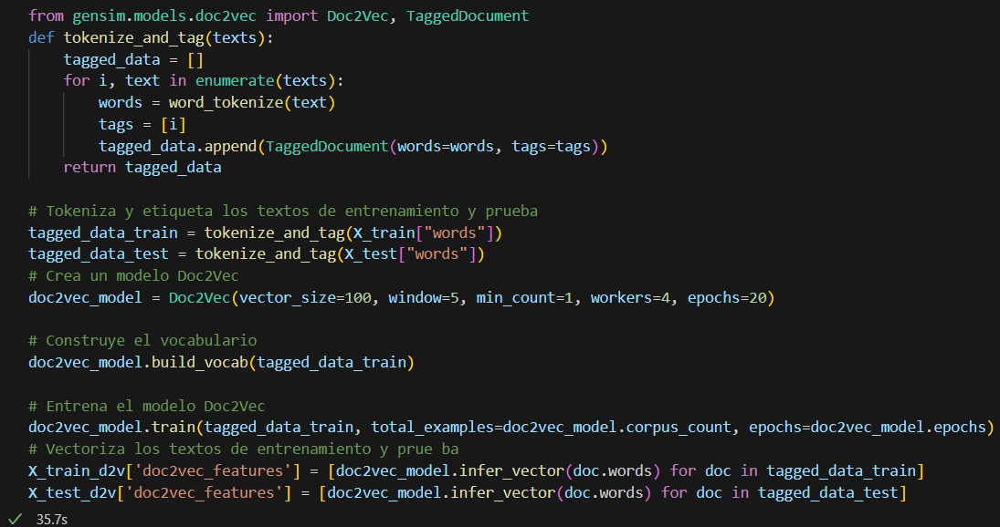 from gensim.models.doc2vec import Doc2Vec, TaggedDocument
def tokenize_and_tag(texts):
    tagged_data = []
    for i, text in enumerate(texts):
        words = word_tokenize(text)
        tags = [i]
        tagged_data.append(TaggedDocument(words=words, tags=tags))
    return tagged_data

# Tokeniza y etiqueta los textos de entrenamiento y prueba
tagged_data_train = tokenize_and_tag(X_train["words"])
tagged_data_test = tokenize_and_tag(X_test["words"])
# Crea un modelo Doc2Vec
doc2vec_model = Doc2Vec(vector_size=100, window=5, min_count=1, workers=4, epochs=20)

# Construye el vocabulario
doc2vec_model.build_vocab(tagged_data_train)

# Entrena el modelo Doc2Vec
doc2vec_model.train(tagged_data_train, total_examples=doc2vec_model.corpus_count, epochs=doc2vec_model.epochs)
# Vectoriza los textos de entrenamiento y prue ba
X_train_d2v['doc2vec_features'] = [doc2vec_model.infer_vector(doc.words) for doc in tagged_data_train]
X_test_d2v['doc2vec_features'] = [doc2vec_model.infer_vector(doc.words) for doc in tagged_data_test]
✓ 35.7s